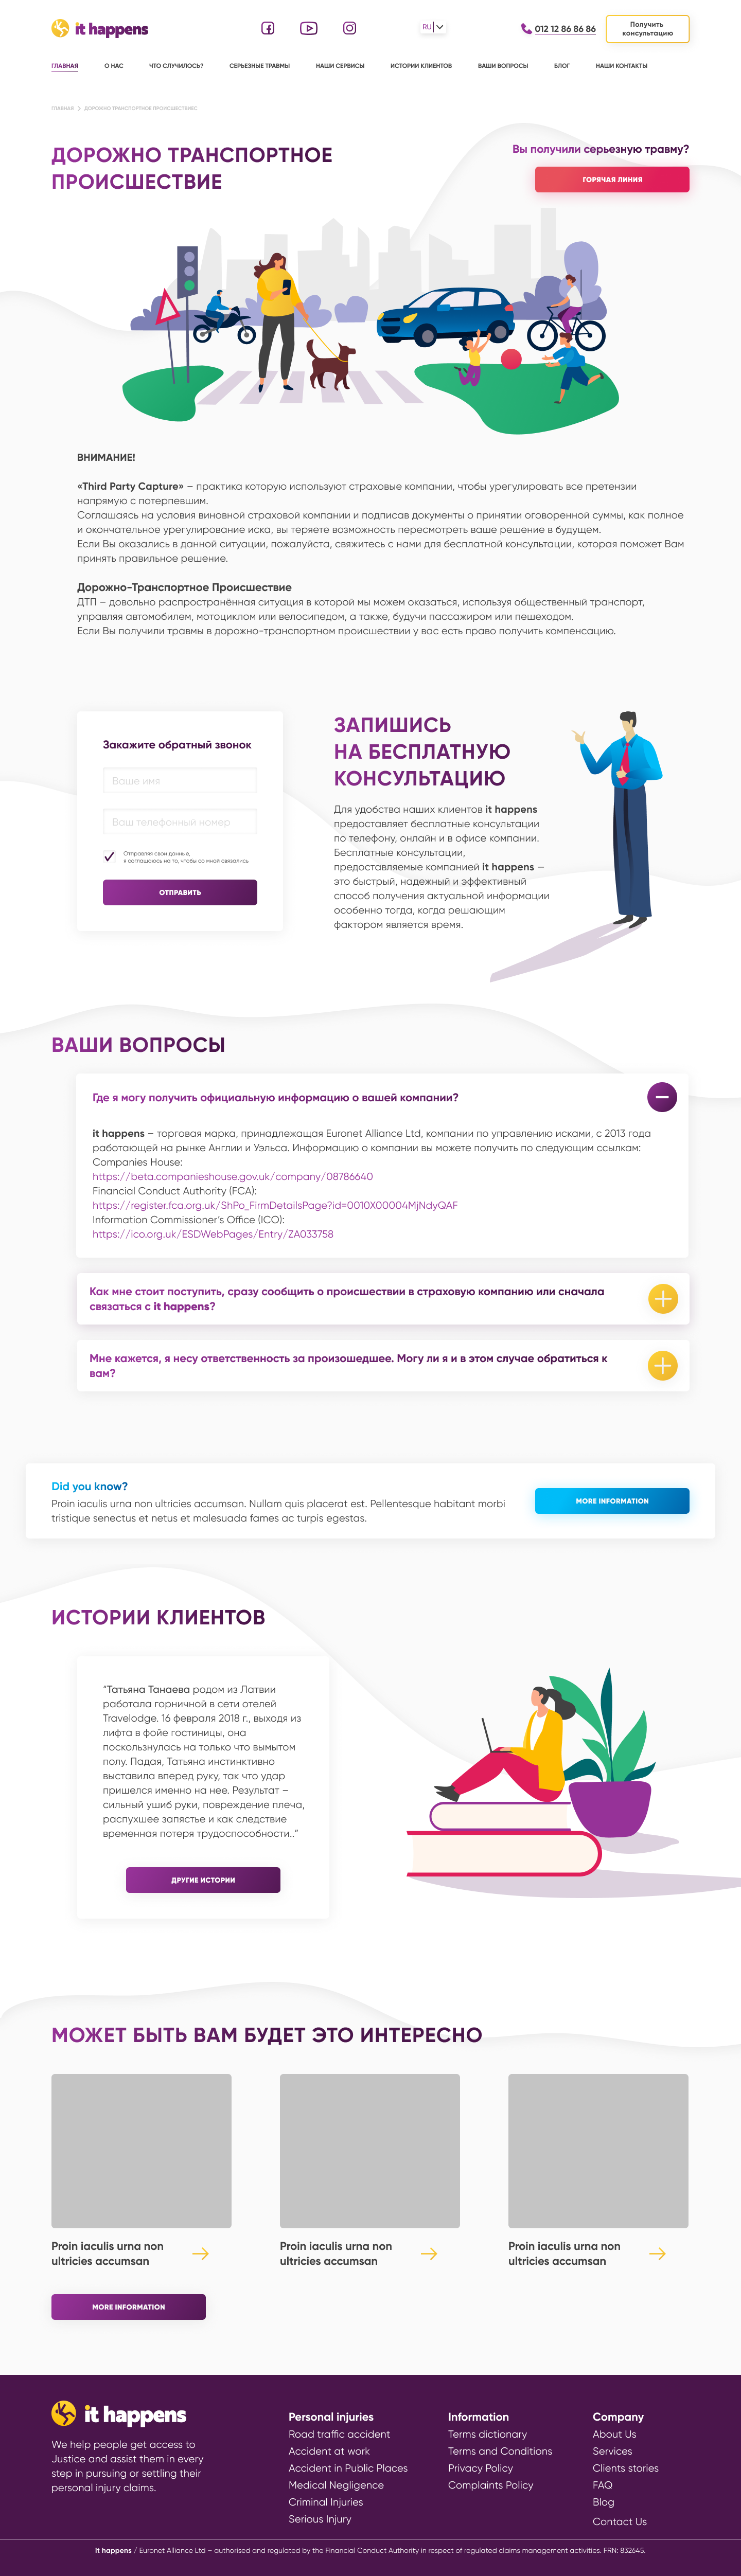 it happens
RU
012 12 86 86 86
Получить
консультацию
ГЛАВНАЯ
О НАС
ЧТО СЛУЧИЛОСЬ?
СЕРЬЕЗНЫЕ ТРАВМЫ
НАШИ СЕРВИСЫ
ИСТОРИИ КЛИЕНТОВ
ВАШИ ВОПРОСЫ
БЛОГ
НАШИ КОНТАКТЫ
ГЛАВНАЯ
ДОРОЖНО ТРАНСПОРТНОЕ ПРОИСШЕСТВИЕС
ДОРОЖНО ТРАНСПОРТНОЕ
ПРОИСШЕСТВИЕ
Вы получили серьезную травму?
ГОРЯЧАЯ ЛИНИЯ
ВНИМАНИЕ!
«Third Party Capture» – практика которую используют страховые компании, чтобы урегулировать все претензии
напрямую с потерпевшим.
Соглашаясь на условия виновной страховой компании и подписав документы о принятии оговоренной суммы, как полное
и окончательное урегулирование иска, вы теряете возможность пересмотреть ваше решение в будущем.
Если Вы оказались в данной ситуации, пожалуйста, свяжитесь с нами для бесплатной консультации, которая поможет Вам
принять правильное решение.
Дорожно-Транспортное Происшествие
ДТП – довольно распространённая ситуация в которой мы можем оказаться, используя общественный транспорт,
управляя автомобилем, мотоциклом или велосипедом, а также, будучи пассажиром или пешеходом.
Если Вы получили травмы в дорожно-транспортном происшествии у вас есть право получить компенсацию.
Закажите обратный звонок
Ваше имя
Ваш телефонный номер
Отправляя свои данные,
я соглашаюсь на то, чтобы со мной связались
ОТПРАВИТЬ
ЗАПИШИСЬ
НА БЕСПЛАТНУЮ
КОНСУЛЬТАЦИЮ
Для удобства наших клиентов it happens
предоставляет бесплатные консультации
по телефону, онлайн и в офисе компании.
Бесплатные консультации,
предоставляемые компанией it happens —
это быстрый, надежный и эффективный
способ получения актуальной информации
особенно тогда, когда решающим
фактором является время.
ВАШИ ВОПРОСЫ
Где я могу получить официальную информацию о вашей компании?
it happens – торговая марка, принадлежащая Euronet Alliance Ltd, компании по управлению исками, с 2013 года
работающей на рынке Англии и Уэльса. Информацию о компании вы можете получить по следующим ссылкам:
Companies House:
https://beta.companieshouse.gov.uk/company/08786640
Financial Conduct Authority (FCA):
https://register.fca.org.uk/ShPo_FirmDetailsPage?id=0010X00004MjNdyQAF
Information Commissioner's Office (ICO):
https://ico.org.uk/ESDWebPages/Entry/ZA033758
Как мне стоит поступить, сразу сообщить о происшествии в страховую компанию или сначала
связаться с it happens?
Мне кажется, я несу ответственность за произошедшее. Могу ли я и в этом случае обратиться к
вам?
Did you know?
Proin iaculis urna non ultricies accumsan. Nullam quis placerat est. Pellentesque habitant morbi
tristique senectus et netus et malesuada fames ac turpis egestas.
MORE INFORMATION
ИСТОРИИ КЛИЕНТОВ
"Татьяна Танаева родом из Латвии
работала горничной в сети отелей
Travelodge. 16 февраля 2018 г., выходя из
лифта в фойе гостиницы, она
поскользнулась на только что вымытом
полу. Падая, Татьяна инстинктивно
выставила вперед руку, так что удар
пришелся именно на нее. Результат –
сильный ушиб руки, повреждение плеча,
распухшее запястье и как следствие
временная потеря трудоспособности.."
ДРУГИЕ ИСТОРИИ
МОЖЕТ БЫТЬ ВАМ БУДЕТ ЭТО ИНТЕРЕСНО
Proin iaculis urna non
ultricies accumsan
Proin iaculis urna non
ultricies accumsan
Proin iaculis urna non
ultricies accumsan
MORE INFORMATION
it happens
We help people get access to
Justice and assist them in every
step in pursuing or settling their
personal injury claims.
Personal injuries
Road traffic accident
Accident at work
Accident in Public Places
Medical Negligence
Criminal Injuries
Serious Injury
Information
Terms dictionary
Terms and Conditions
Privacy Policy
Complaints Policy
Company
About Us
Services
Clients stories
FAQ
Blog
Contact Us
it happens / Euronet Alliance Ltd – authorised and regulated by the Financial Conduct Authority in respect of regulated claims management activities. FRN: 832645.